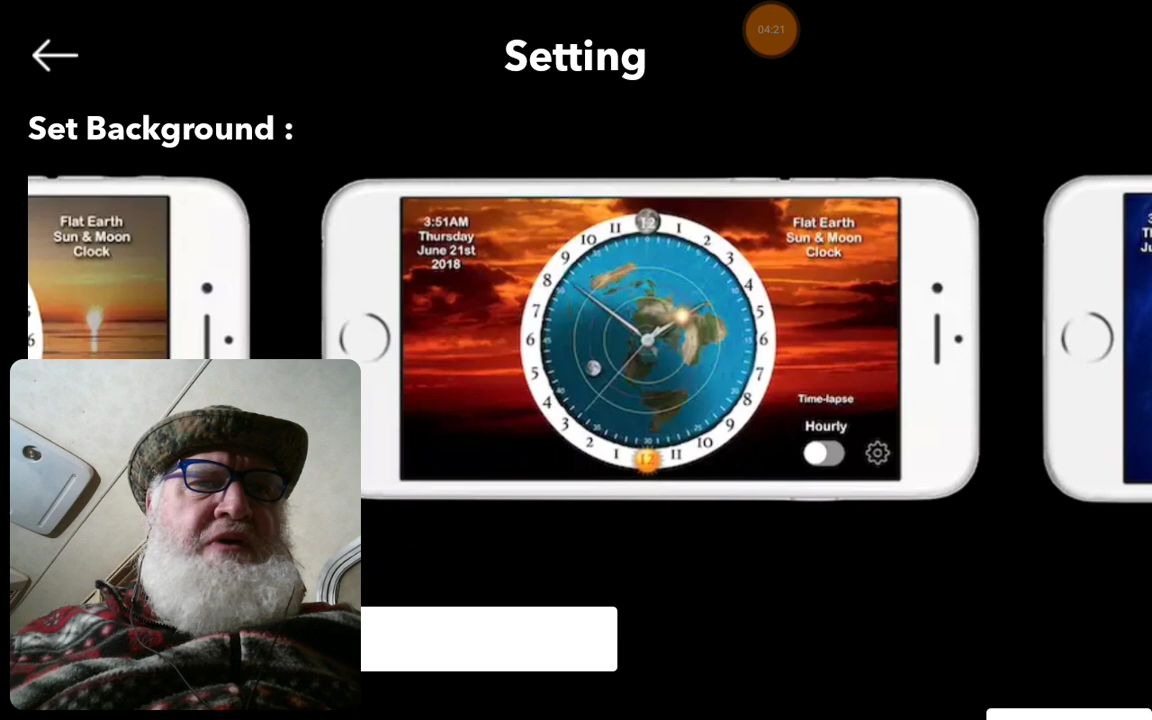 04:21
Setting
Set Background :
Flat Earth
Sun & Moon
Clock
3:51AM
Thursday
June 21st
2018
Flat Earth
Sun & Moon
Clock
12
11
1
10
2
9
3
8
4
7
5
6
6
5
7
4
8
3
9
2
10
1
11
12
Time-lapse
Hourly